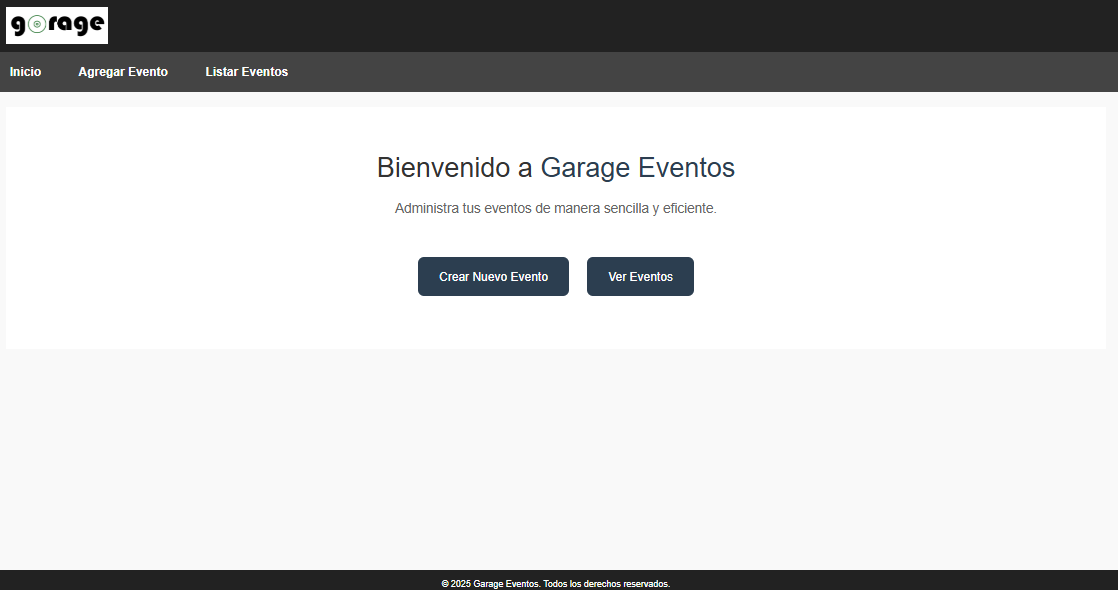 garage
Inicio Agregar Evento Listar Eventos
Bienvenido a Garage Eventos
Administra tus eventos de manera sencilla y eficiente.
Crear Nuevo Evento Ver Eventos
© 2025 Garage Eventos. Todos los derechos reservados.